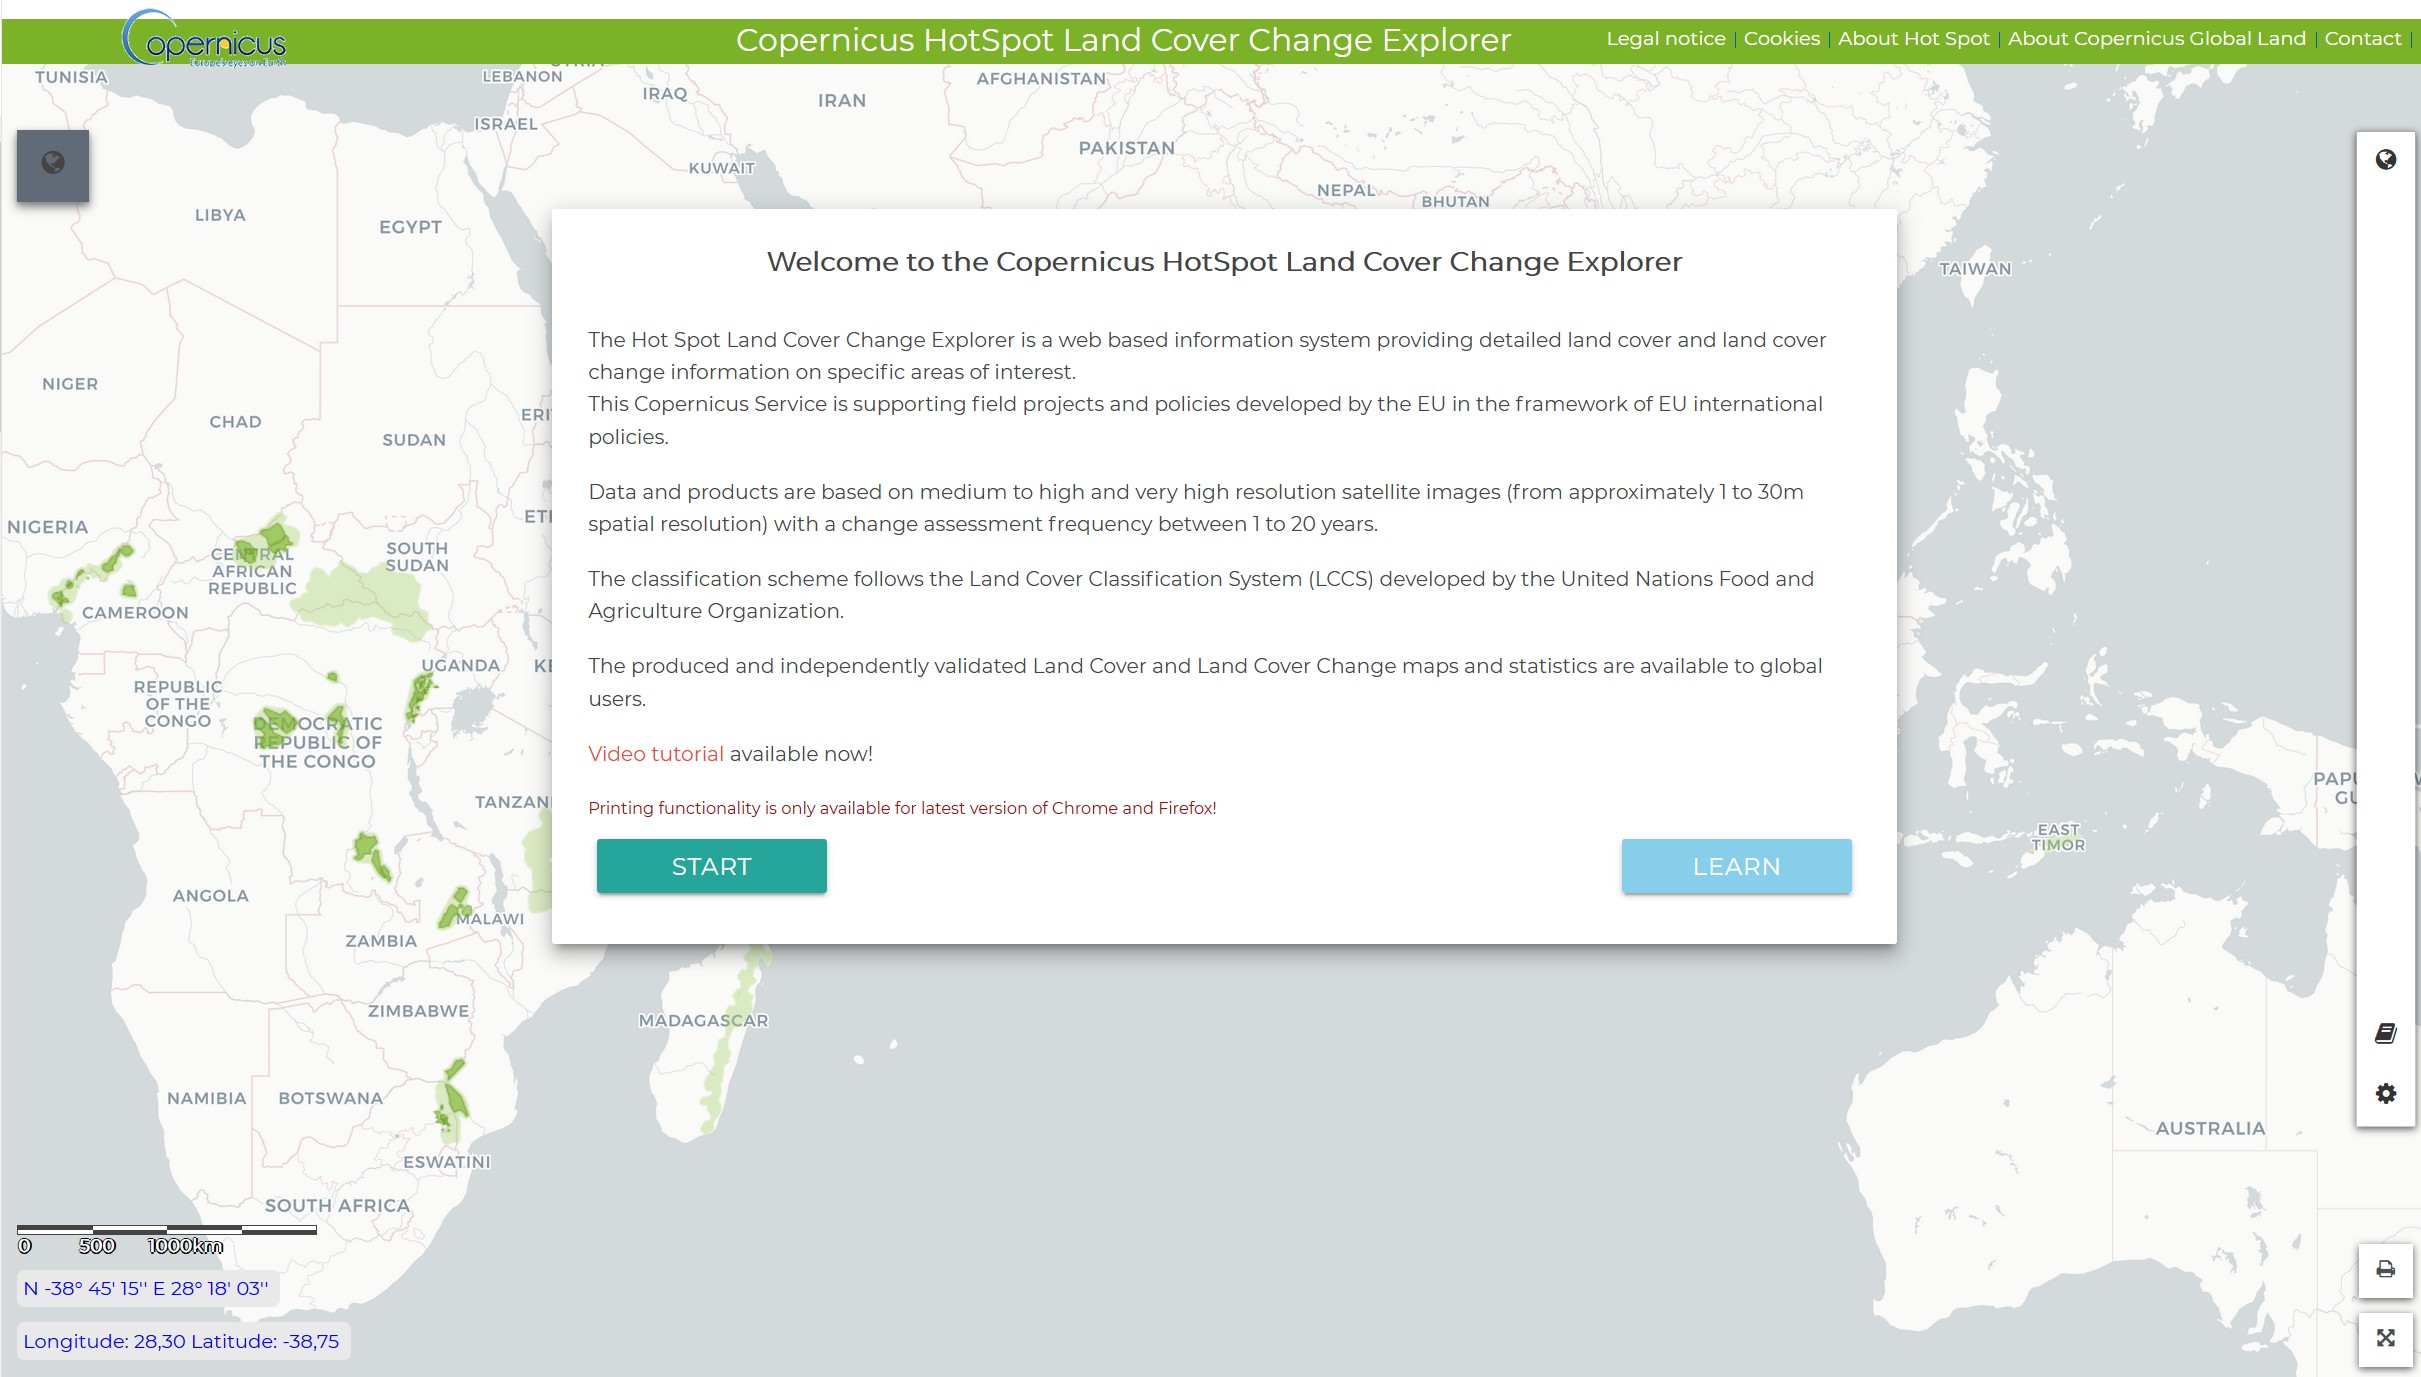 Copernicus
Europe's eyes on Earth
Copernicus HotSpot Land Cover Change Explorer
Legal notice | Cookies | About Hot Spot | About Copernicus Global Land | Contact |
TUNISIA
LEBANON
IRAQ
IRAN
AFGHANISTAN
ISRAEL
PAKISTAN
KUWAIT
NEPAL
BHUTAN
LIBYA
EGYPT
TAIWAN
Welcome to the Copernicus HotSpot Land Cover Change Explorer
The Hot Spot Land Cover Change Explorer is a web based information system providing detailed land cover and land cover
change information on specific areas of interest.
This Copernicus Service is supporting field projects and policies developed by the EU in the framework of EU international
policies.
Data and products are based on medium to high and very high resolution satellite images (from approximately 1 to 30m
spatial resolution) with a change assessment frequency between 1 to 20 years.
The classification scheme follows the Land Cover Classification System (LCCS) developed by the United Nations Food and
Agriculture Organization.
The produced and independently validated Land Cover and Land Cover Change maps and statistics are available to global
users.
Video tutorial available now!
Printing functionality is only available for latest version of Chrome and Firefox!
START
LEARN
NIGER
CHAD
SUDAN
ERI
NIGERIA
ETI
CENTRAL
AFRICAN
REPUBLIC
SOUTH
SUDAN
CAMEROON
UGANDA
KE
REPUBLIC
OF THE
CONGO
DEMOCRATIC
REPUBLIC OF
THE CONGO
TANZAN
PAPU
GU
EAST
TIMOR
ANGOLA
MALAWI
ZAMBIA
ZIMBABWE
MADAGASCAR
NAMIBIA
BOTSWANA
AUSTRALIA
ESWATINI
SOUTH AFRICA
0 500 1000km
N -38° 45' 15'' E 28° 18' 03''
Longitude: 28,30 Latitude: -38,75